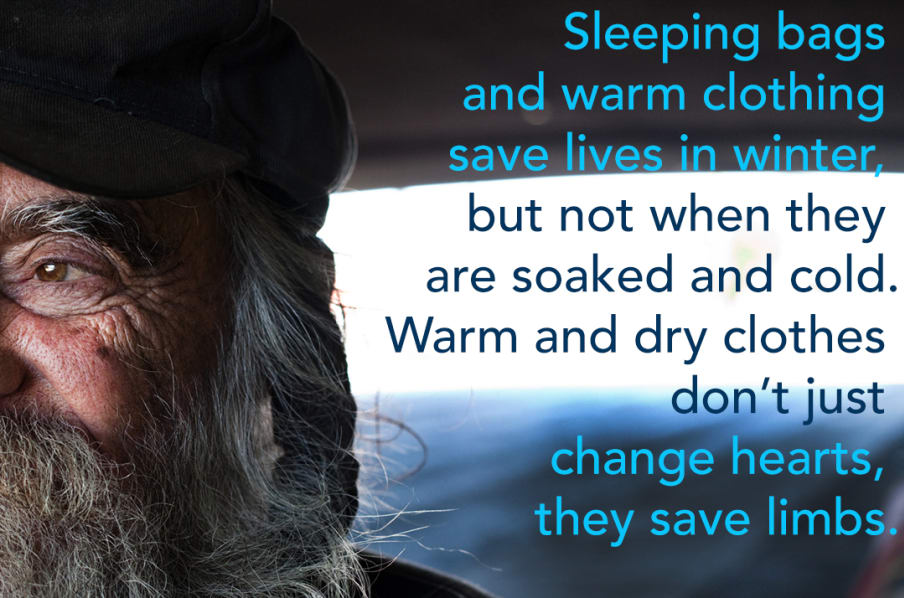 Sleeping bags
and warm clothing
save lives in winter,
but not when they
are soaked and cold.
Warm and dry clothes
don’t just
change hearts,
they save limbs.